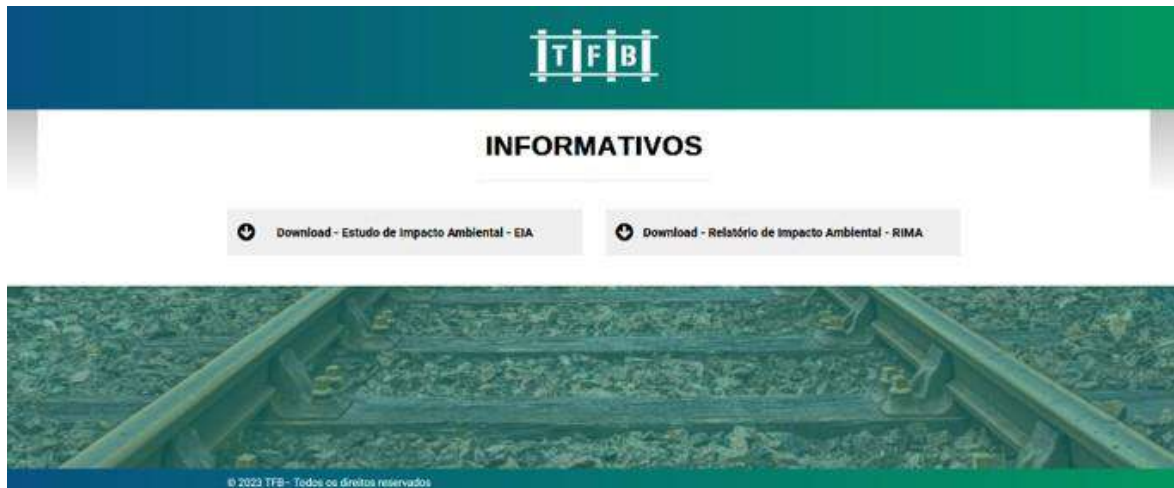 TFB
INFORMATIVOS
Download - Estudo de Impacto Ambiental - EIA
Download - Relatório de Impacto Ambiental - RIMA
© 2023 TFB - Todos os direitos reservados